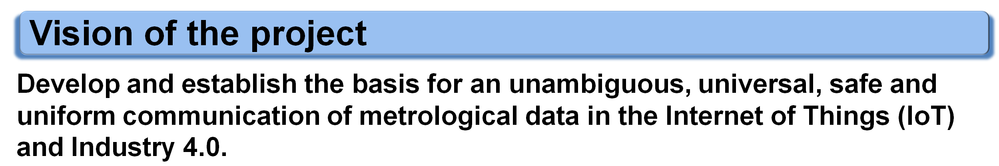 Vision of the project
Develop and establish the basis for an unambiguous, universal, safe and
uniform communication of metrological data in the Internet of Things (IoT)
and Industry 4.0.